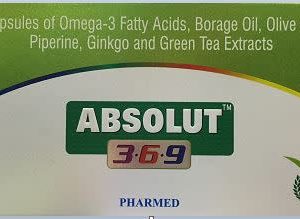 psules of Omega-3 Fatty Acids, Borage Oil, Olive
Piperine, Ginkgo and Green Tea Extracts
ABSOLUT™
3·6·9
PHARMED